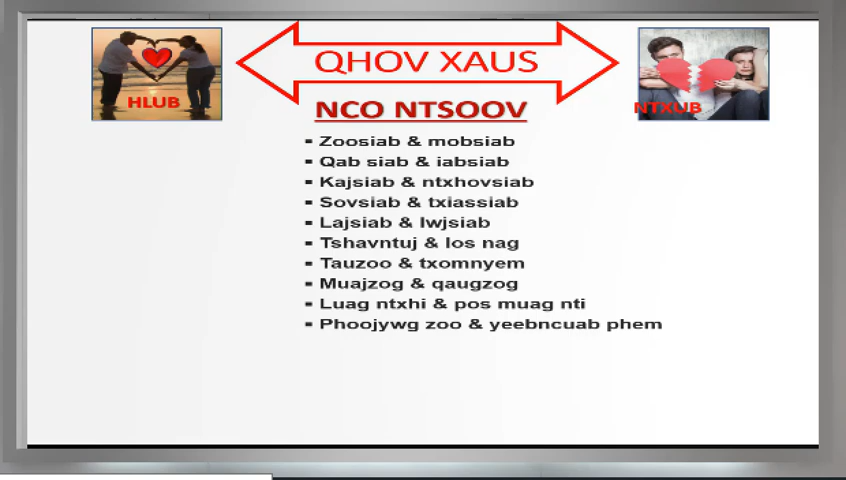 QHOV XAUS
HLUB
NTXUB
NCO NTSOOV
▪ Zoosiab & mobsiab
▪ Qab siab & iabsiab
▪ Kajsiab & ntxhovsiab
▪ Sovsiab & txiassiab
▪ Lajsiab & lwjsiab
▪ Tshavntuj & los nag
▪ Tauzoo & txomnyem
▪ Muajzog & qaugzog
▪ Luag ntxhi & pos muag nti
▪ Phoojywg zoo & yeebncuab phem